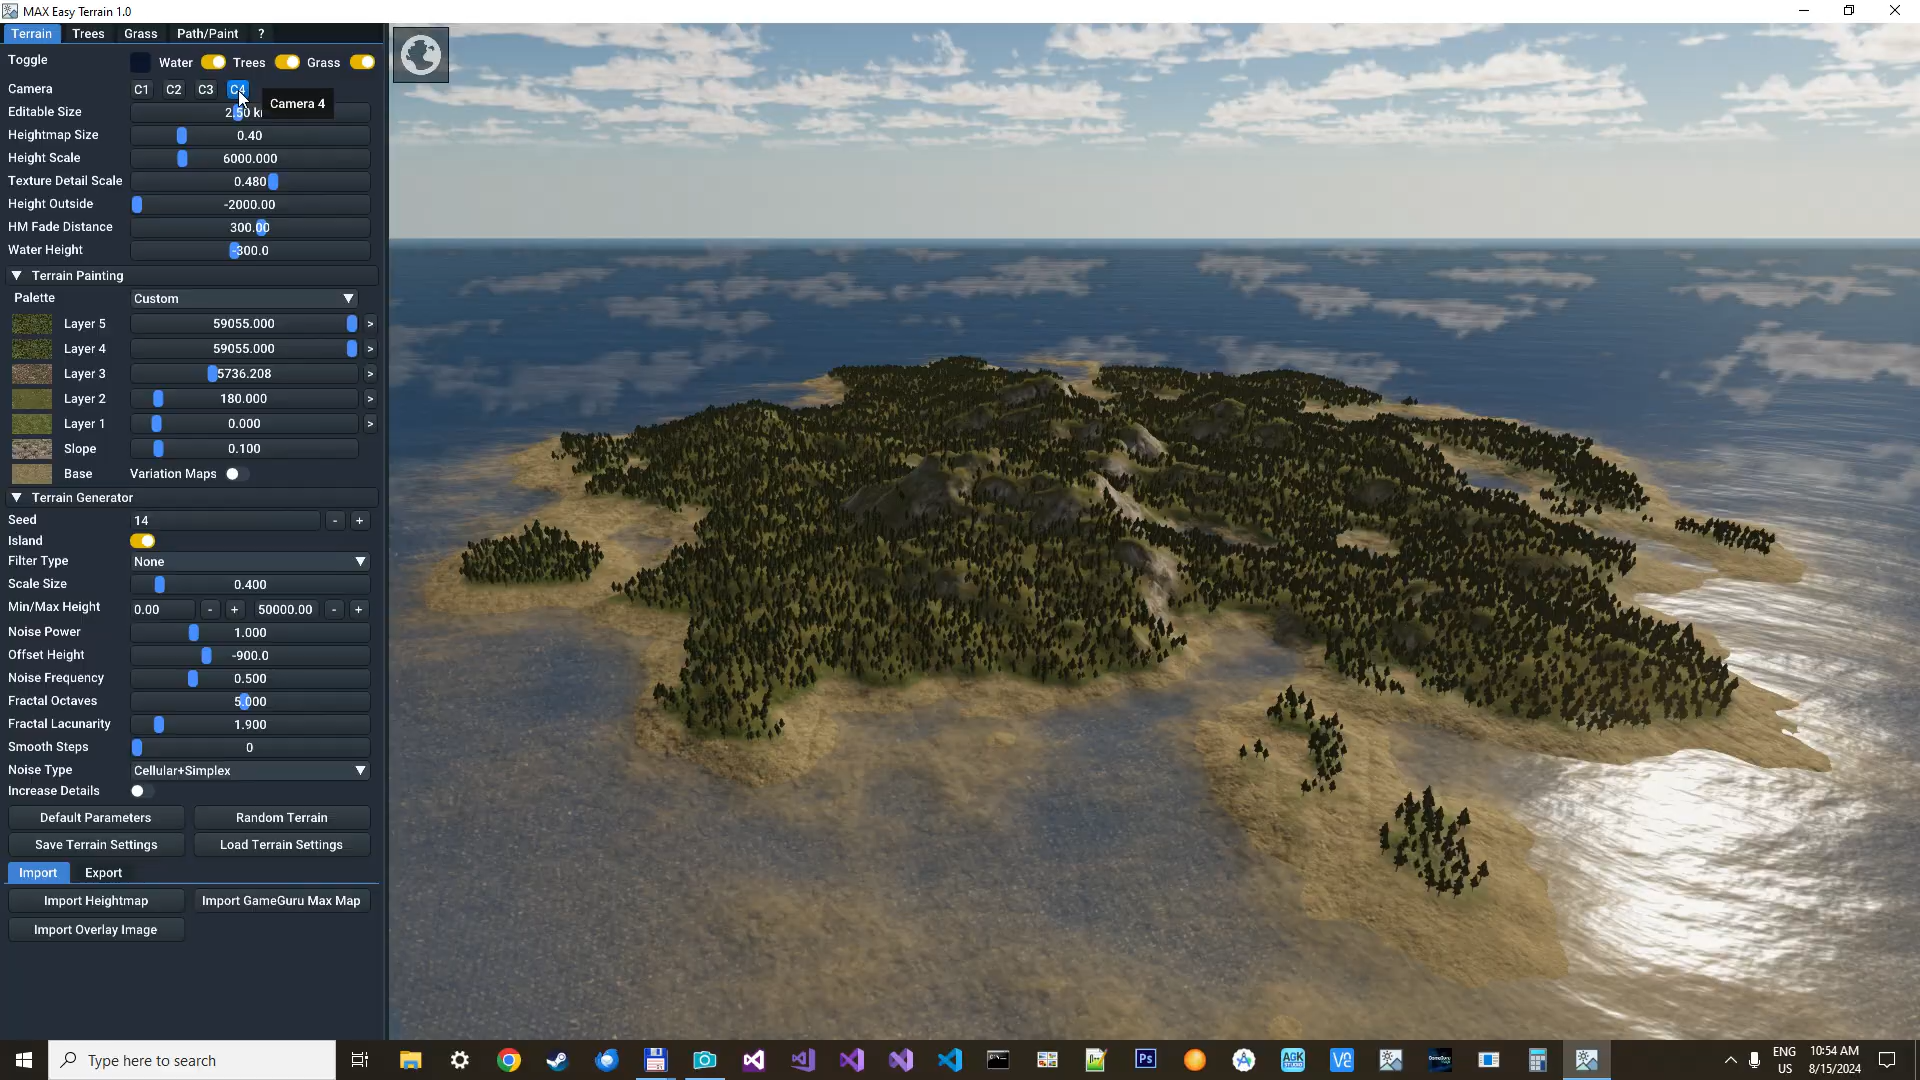 MAX Easy Terrain 1.0
Terrain Trees Grass Path/Paint ?
Toggle Water Trees Grass
Camera C1 C2 C3 C4
Camera 4
Editable Size 2.50
Heightmap Size 0.40
Height Scale 6000.000
Texture Detail Scale 0.480
Height Outside -2000.00
HM Fade Distance 300.00
Water Height -300.0
Terrain Painting
Palette Custom
Layer 5 59055.000 >
Layer 4 59055.000 >
Layer 3 5736.208 >
Layer 2 180.000 >
Layer 1 0.000 >
Slope 0.100
Base Variation Maps
Terrain Generator
Seed 14 - +
Island
Filter Type None
Scale Size 0.400
Min/Max Height 0.00 - + 50000.00 - +
Noise Power 1.000
Offset Height -900.0
Noise Frequency 0.500
Fractal Octaves 5.000
Fractal Lacunarity 1.900
Smooth Steps 0
Noise Type Cellular+Simplex
Increase Details
Default Parameters Random Terrain
Save Terrain Settings Load Terrain Settings
Import Export
Import Heightmap Import GameGuru Max Map
Import Overlay Image
Type here to search
Ps
AGK
ENG
US
10:54 AM
8/15/2024